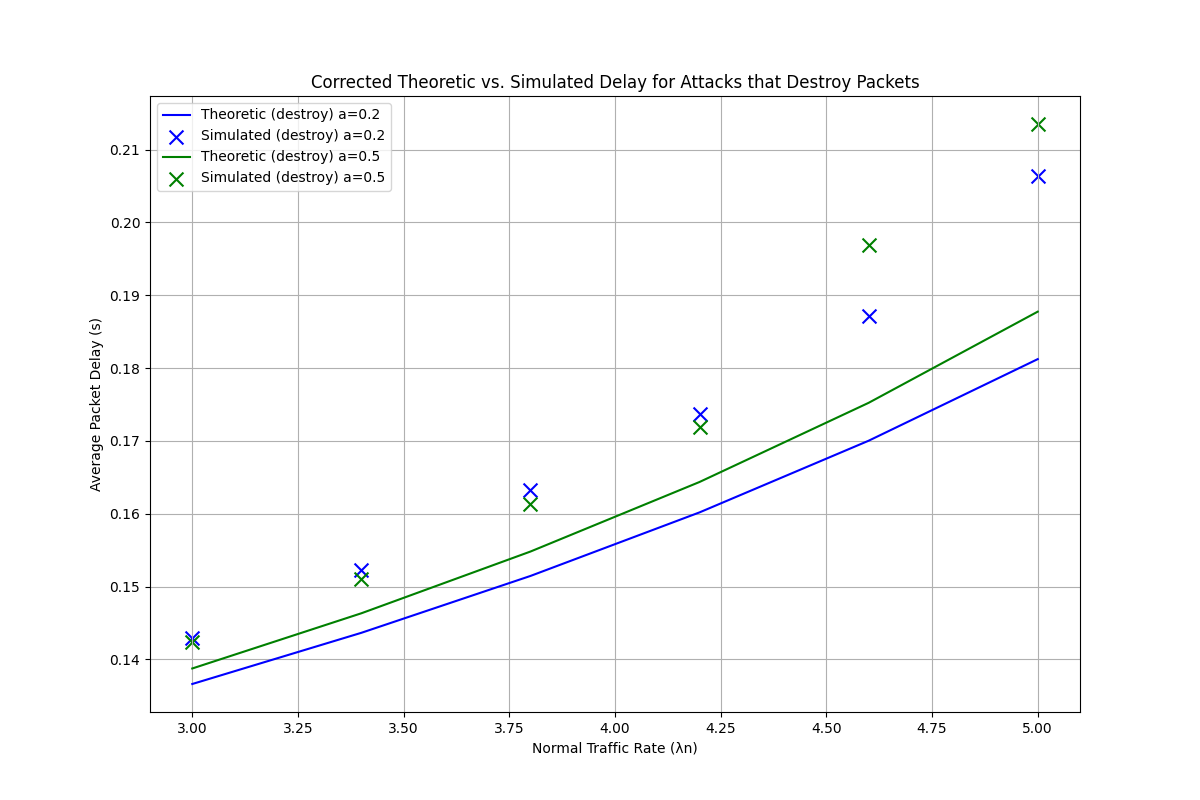 Corrected Theoretic vs. Simulated Delay for Attacks that Destroy Packets
Theoretic (destroy) a=0.2
Simulated (destroy) a=0.2
Theoretic (destroy) a=0.5
Simulated (destroy) a=0.5
Average Packet Delay (s)
0.21
0.20
0.19
0.18
0.17
0.16
0.15
0.14
3.00 3.25 3.50 3.75 4.00 4.25 4.50 4.75 5.00
Normal Traffic Rate (λn)